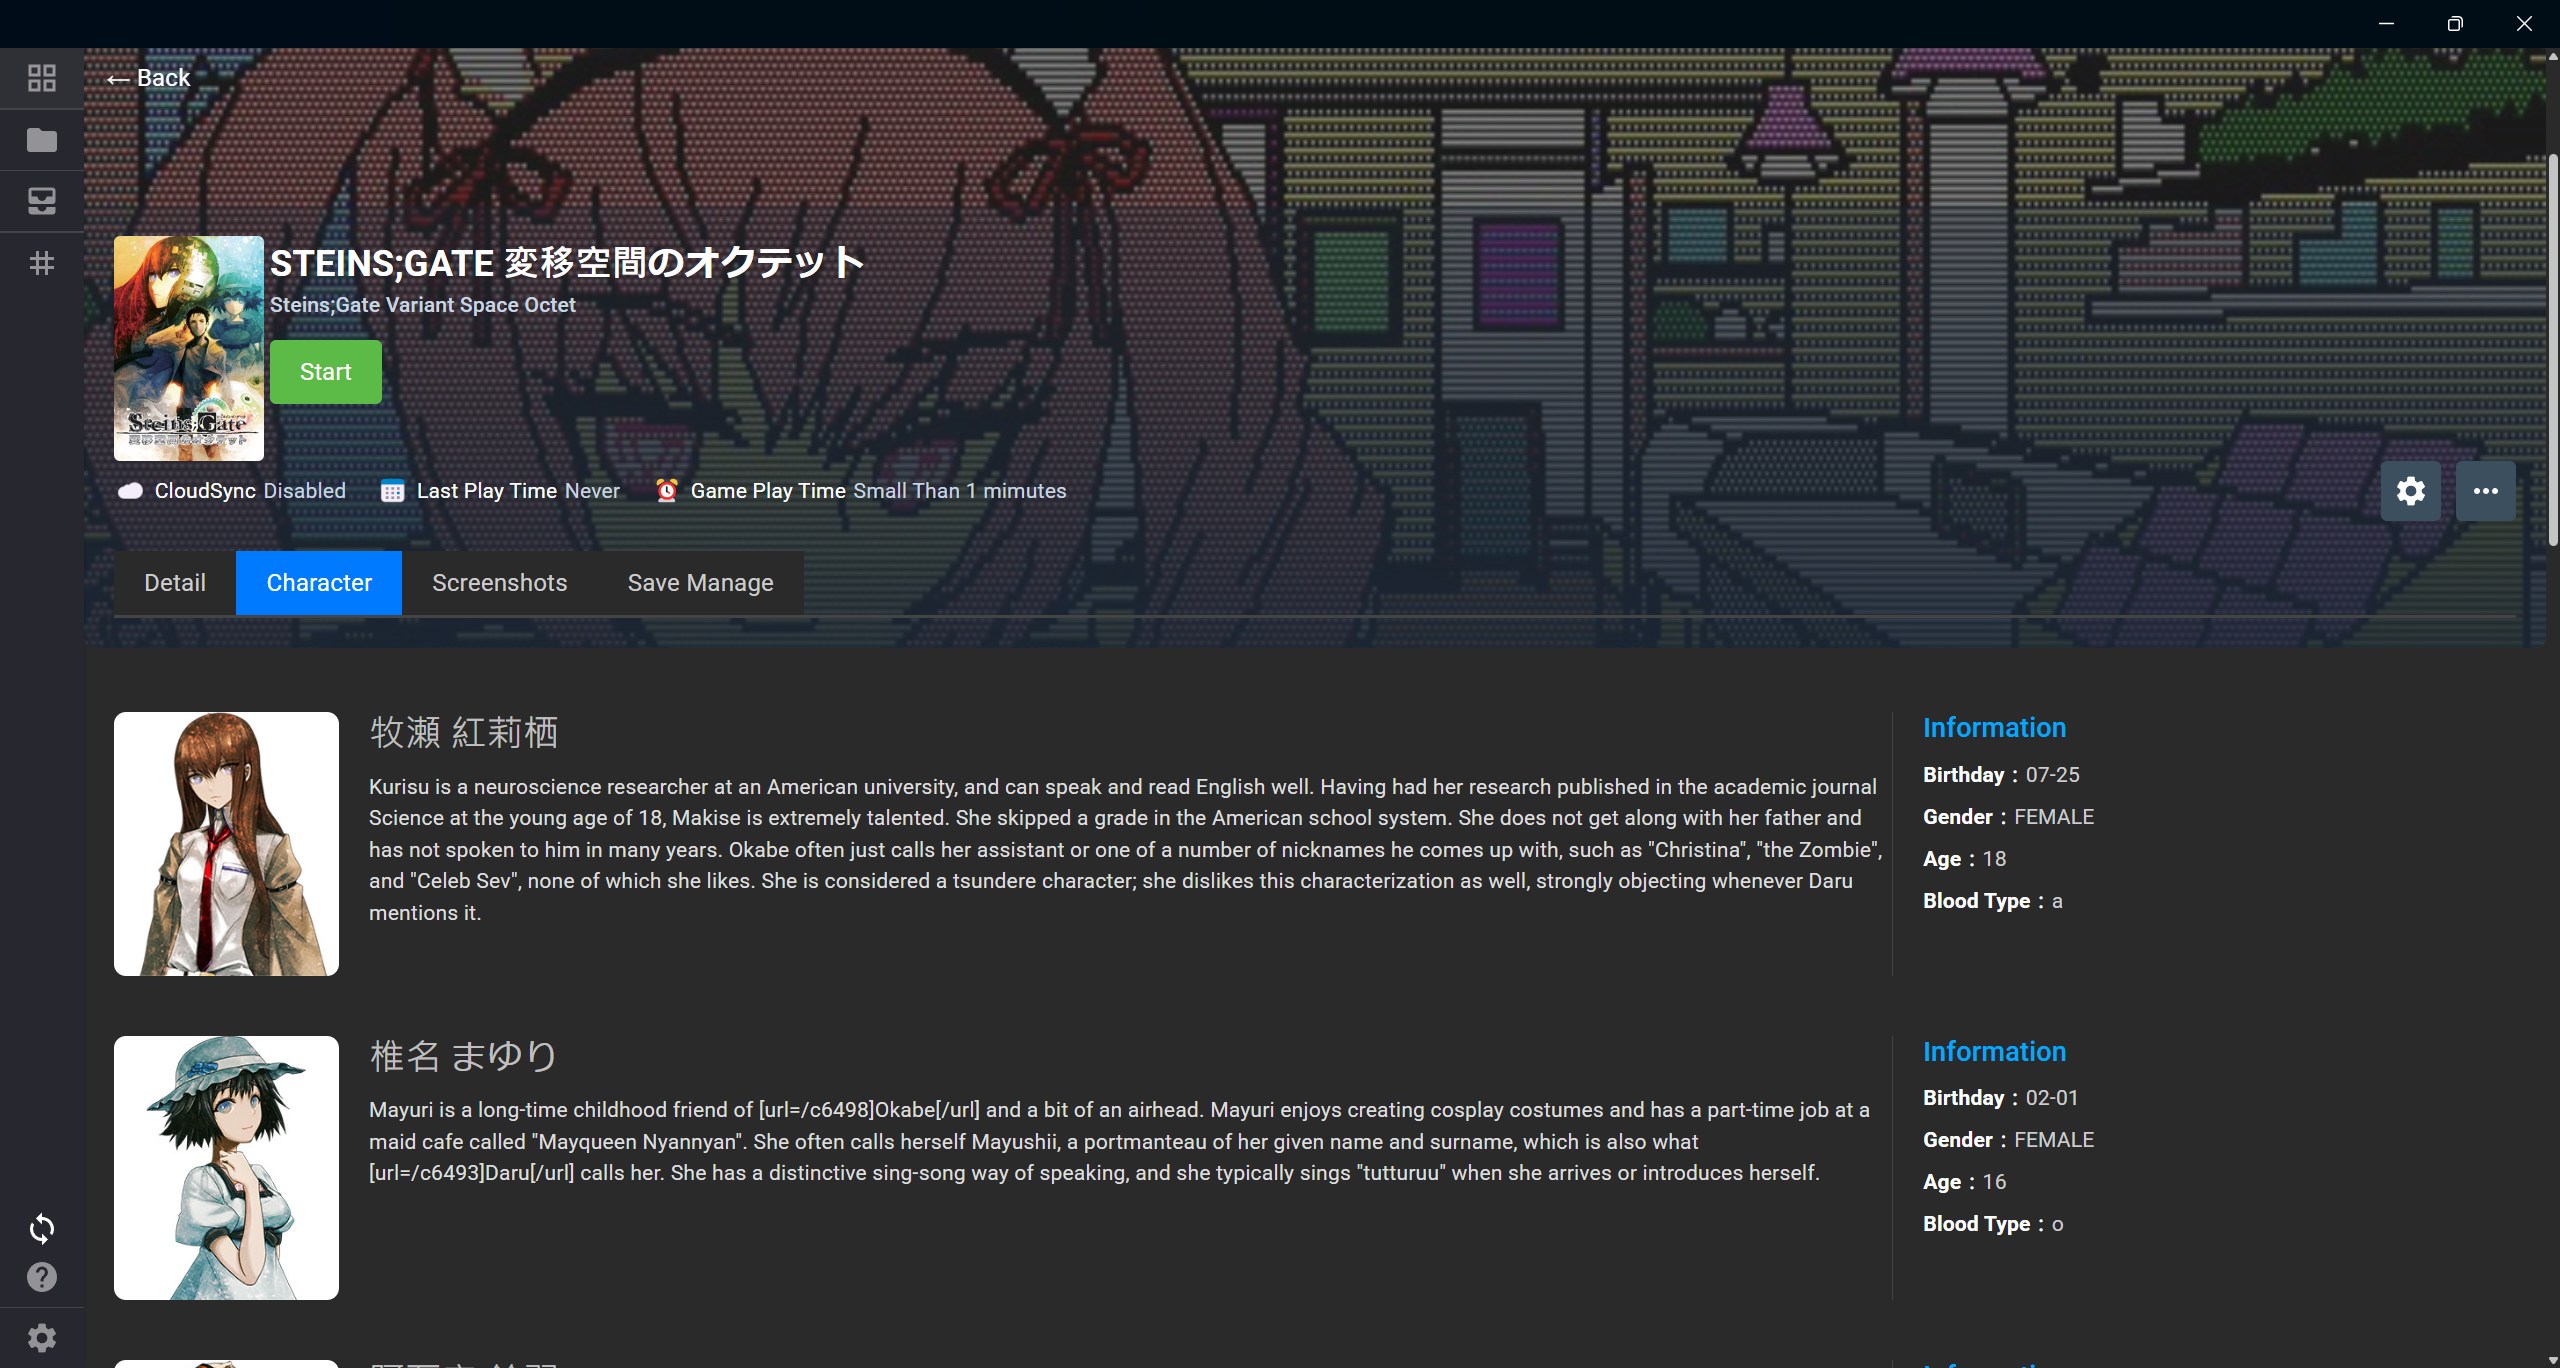 ← Back
STEINS;GATE 変移空間のオクテット
Steins;Gate Variant Space Octet
Start
Steins;Gate
変移空間のオクテット
CloudSync Disabled
Last Play Time Never
Game Play Time Small Than 1 mimutes
Detail
Character
Screenshots
Save Manage
牧瀬 紅莉栖
Kurisu is a neuroscience researcher at an American university, and can speak and read English well. Having had her research published in the academic journal
Science at the young age of 18, Makise is extremely talented. She skipped a grade in the American school system. She does not get along with her father and
has not spoken to him in many years. Okabe often just calls her assistant or one of a number of nicknames he comes up with, such as "Christina", "the Zombie",
and "Celeb Sev", none of which she likes. She is considered a tsundere character; she dislikes this characterization as well, strongly objecting whenever Daru
mentions it.
Information
Birthday : 07-25
Gender : FEMALE
Age : 18
Blood Type : a
椎名 まゆり
Mayuri is a long-time childhood friend of [url=/c6498]Okabe[/url] and a bit of an airhead. Mayuri enjoys creating cosplay costumes and has a part-time job at a
maid cafe called "Mayqueen Nyannyan". She often calls herself Mayushii, a portmanteau of her given name and surname, which is also what
[url=/c6493]Daru[/url] calls her. She has a distinctive sing-song way of speaking, and she typically sings "tutturuu" when she arrives or introduces herself.
Information
Birthday : 02-01
Gender : FEMALE
Age : 16
Blood Type : o